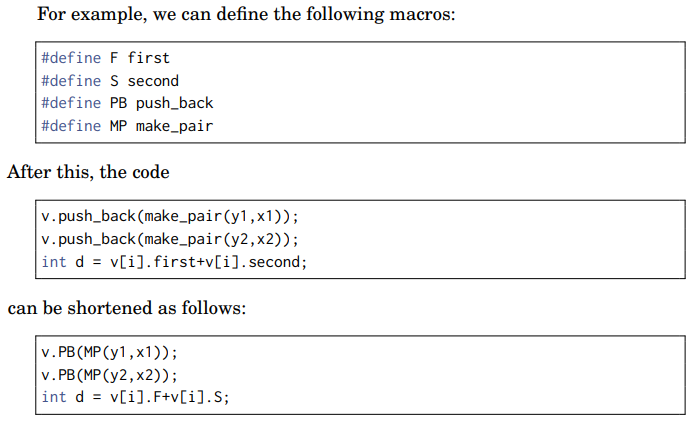 For example, we can define the following macros:
#define F first
#define S second
#define PB push_back
#define MP make_pair
After this, the code
v.push_back(make_pair(y1,x1));
v.push_back(make_pair(y2,x2));
int d = v[i].first+v[i].second;
can be shortened as follows:
v.PB(MP(y1,x1));
v.PB(MP(y2,x2));
int d = v[i].F+v[i].S;